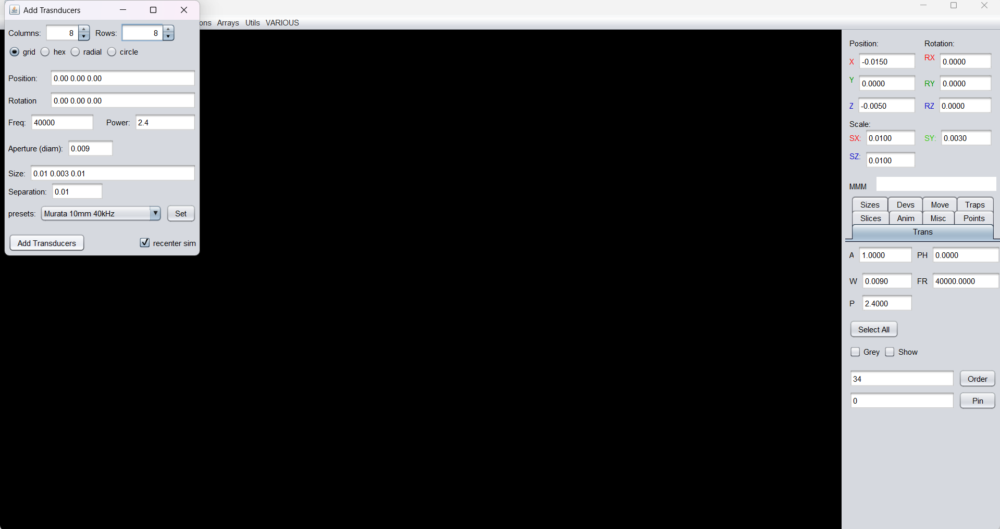 Add Trasnducers
ons Arrays Utils VARIOUS
Columns: 8 Rows: 8
grid hex radial circle
Position: 0.00 0.00 0.00
Rotation 0.00 0.00 0.00
Freq: 40000 Power: 2.4
Aperture (diam): 0.009
Size: 0.01 0.003 0.01
Separation: 0.01
presets: Murata 10mm 40kHz Set
Add Transducers recenter sim
Position: Rotation:
X -0.0150 RX 0.0000
Y 0.0000 RY 0.0000
Z -0.0050 RZ 0.0000
Scale:
SX: 0.0100 SY: 0.0030
SZ: 0.0100
MMM
Sizes Devs Move Traps
Slices Anim Misc Points
Trans
A 1.0000 PH 0.0000
W 0.0090 FR 40000.0000
P 2.4000
Select All
Grey Show
34 Order
0 Pin